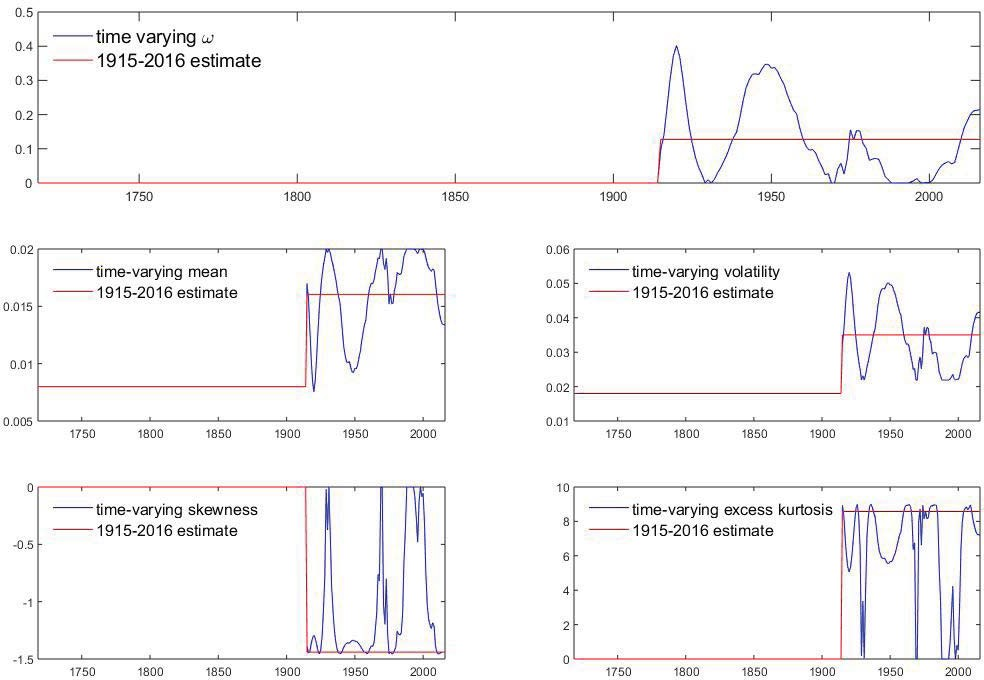 0.5
0.4
0.3
0.2
0.1
0
time varying ω
1915-2016 estimate
1750 1800 1850 1900 1950 2000
0.02
0.015
0.01
0.005
time-varying mean
1915-2016 estimate
1750 1800 1850 1900 1950 2000
0.06
0.05
0.04
0.03
0.02
0.01
time-varying volatility
1915-2016 estimate
1750 1800 1850 1900 1950 2000
0
-0.5
-1
-1.5
time-varying skewness
1915-2016 estimate
1750 1800 1850 1900 1950 2000
10
8
6
4
2
0
time-varying excess kurtosis
1915-2016 estimate
1750 1800 1850 1900 1950 2000